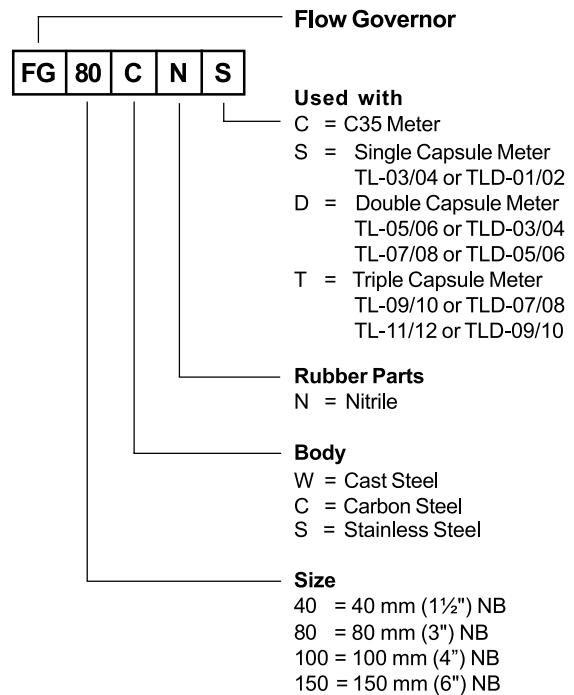 Flow Governor
FG 80 C N S
Used with
C = C35 Meter
S = Single Capsule Meter
TL-03/04 or TLD-01/02
D = Double Capsule Meter
TL-05/06 or TLD-03/04
TL-07/08 or TLD-05/06
T = Triple Capsule Meter
TL-09/10 or TLD-07/08
TL-11/12 or TLD-09/10
Rubber Parts
N = Nitrile
Body
W = Cast Steel
C = Carbon Steel
S = Stainless Steel
Size
40 = 40 mm (1½") NB
80 = 80 mm (3") NB
100 = 100 mm (4”) NB
150 = 150 mm (6") NB